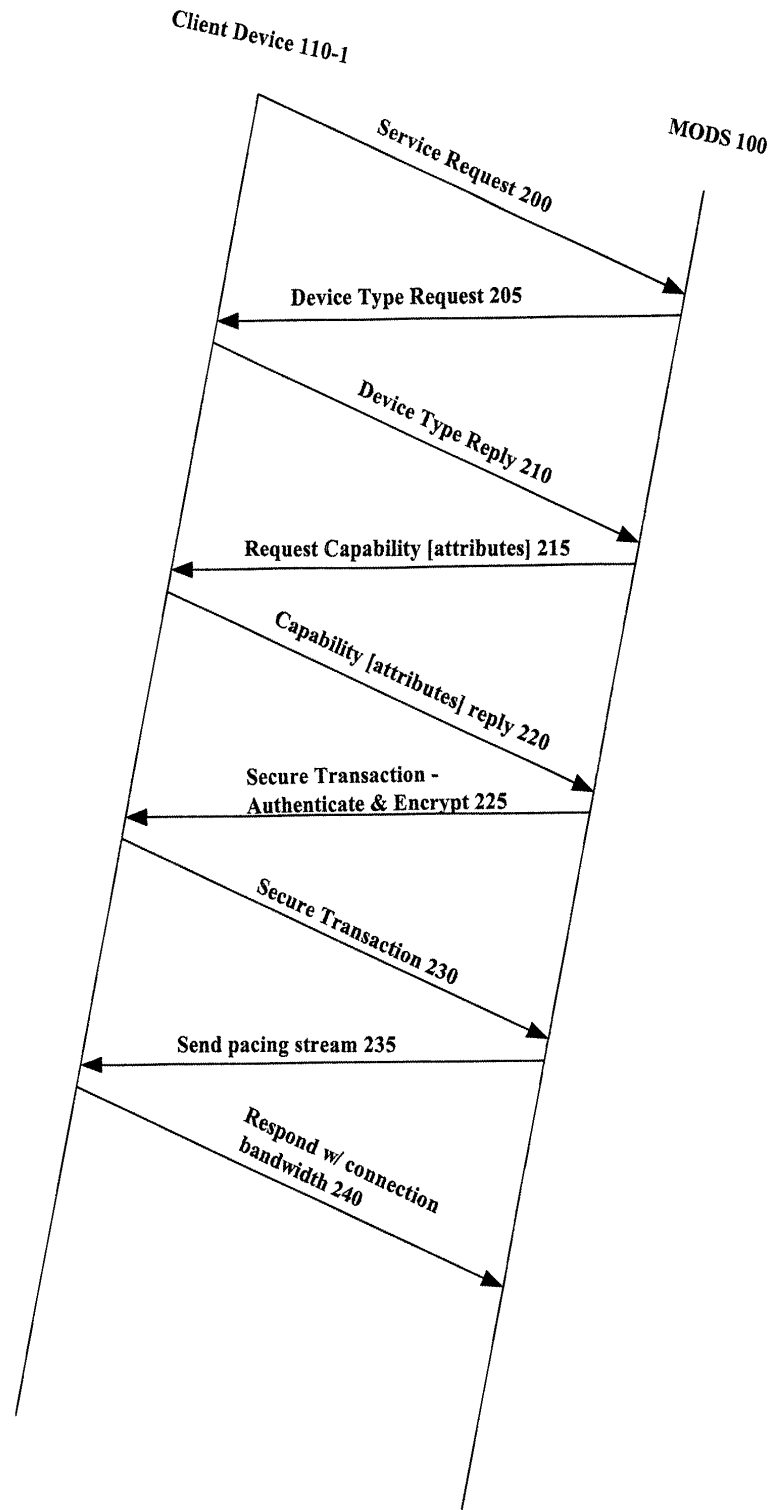 Client Device 110-1
MODS 100
Service Request 200
Device Type Request 205
Device Type Reply 210
Request Capability [attributes] 215
Capability [attributes] reply 220
Secure Transaction -
Authenticate & Encrypt 225
Secure Transaction 230
Send pacing stream 235
Respond w/ connection
bandwidth 240